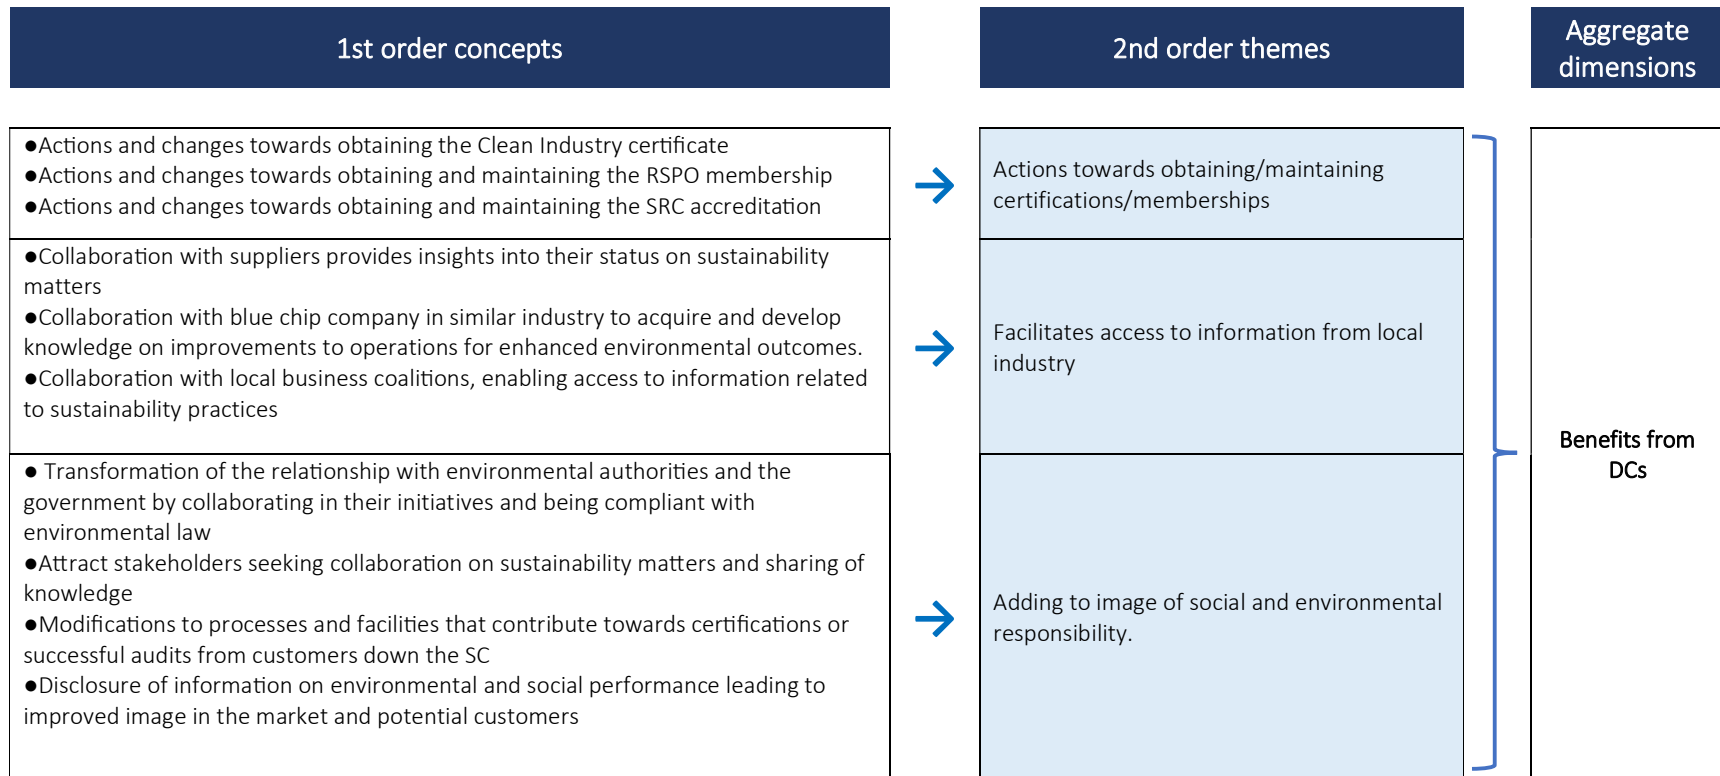 1st order concepts
2nd order themes
Aggregate
dimensions
●Actions and changes towards obtaining the Clean Industry certificate
●Actions and changes towards obtaining and maintaining the RSPO membership
●Actions and changes towards obtaining and maintaining the SRC accreditation
Actions towards obtaining/maintaining
certifications/memberships
●Collaboration with suppliers provides insights into their status on sustainability
matters
●Collaboration with blue chip company in similar industry to acquire and develop
knowledge on improvements to operations for enhanced environmental outcomes.
●Collaboration with local business coalitions, enabling access to information related
to sustainability practices
Facilitates access to information from local
industry
● Transformation of the relationship with environmental authorities and the
government by collaborating in their initiatives and being compliant with
environmental law
●Attract stakeholders seeking collaboration on sustainability matters and sharing of
knowledge
●Modifications to processes and facilities that contribute towards certifications or
successful audits from customers down the SC
●Disclosure of information on environmental and social performance leading to
improved image in the market and potential customers
Adding to image of social and environmental
responsibility.
Benefits from
DCs